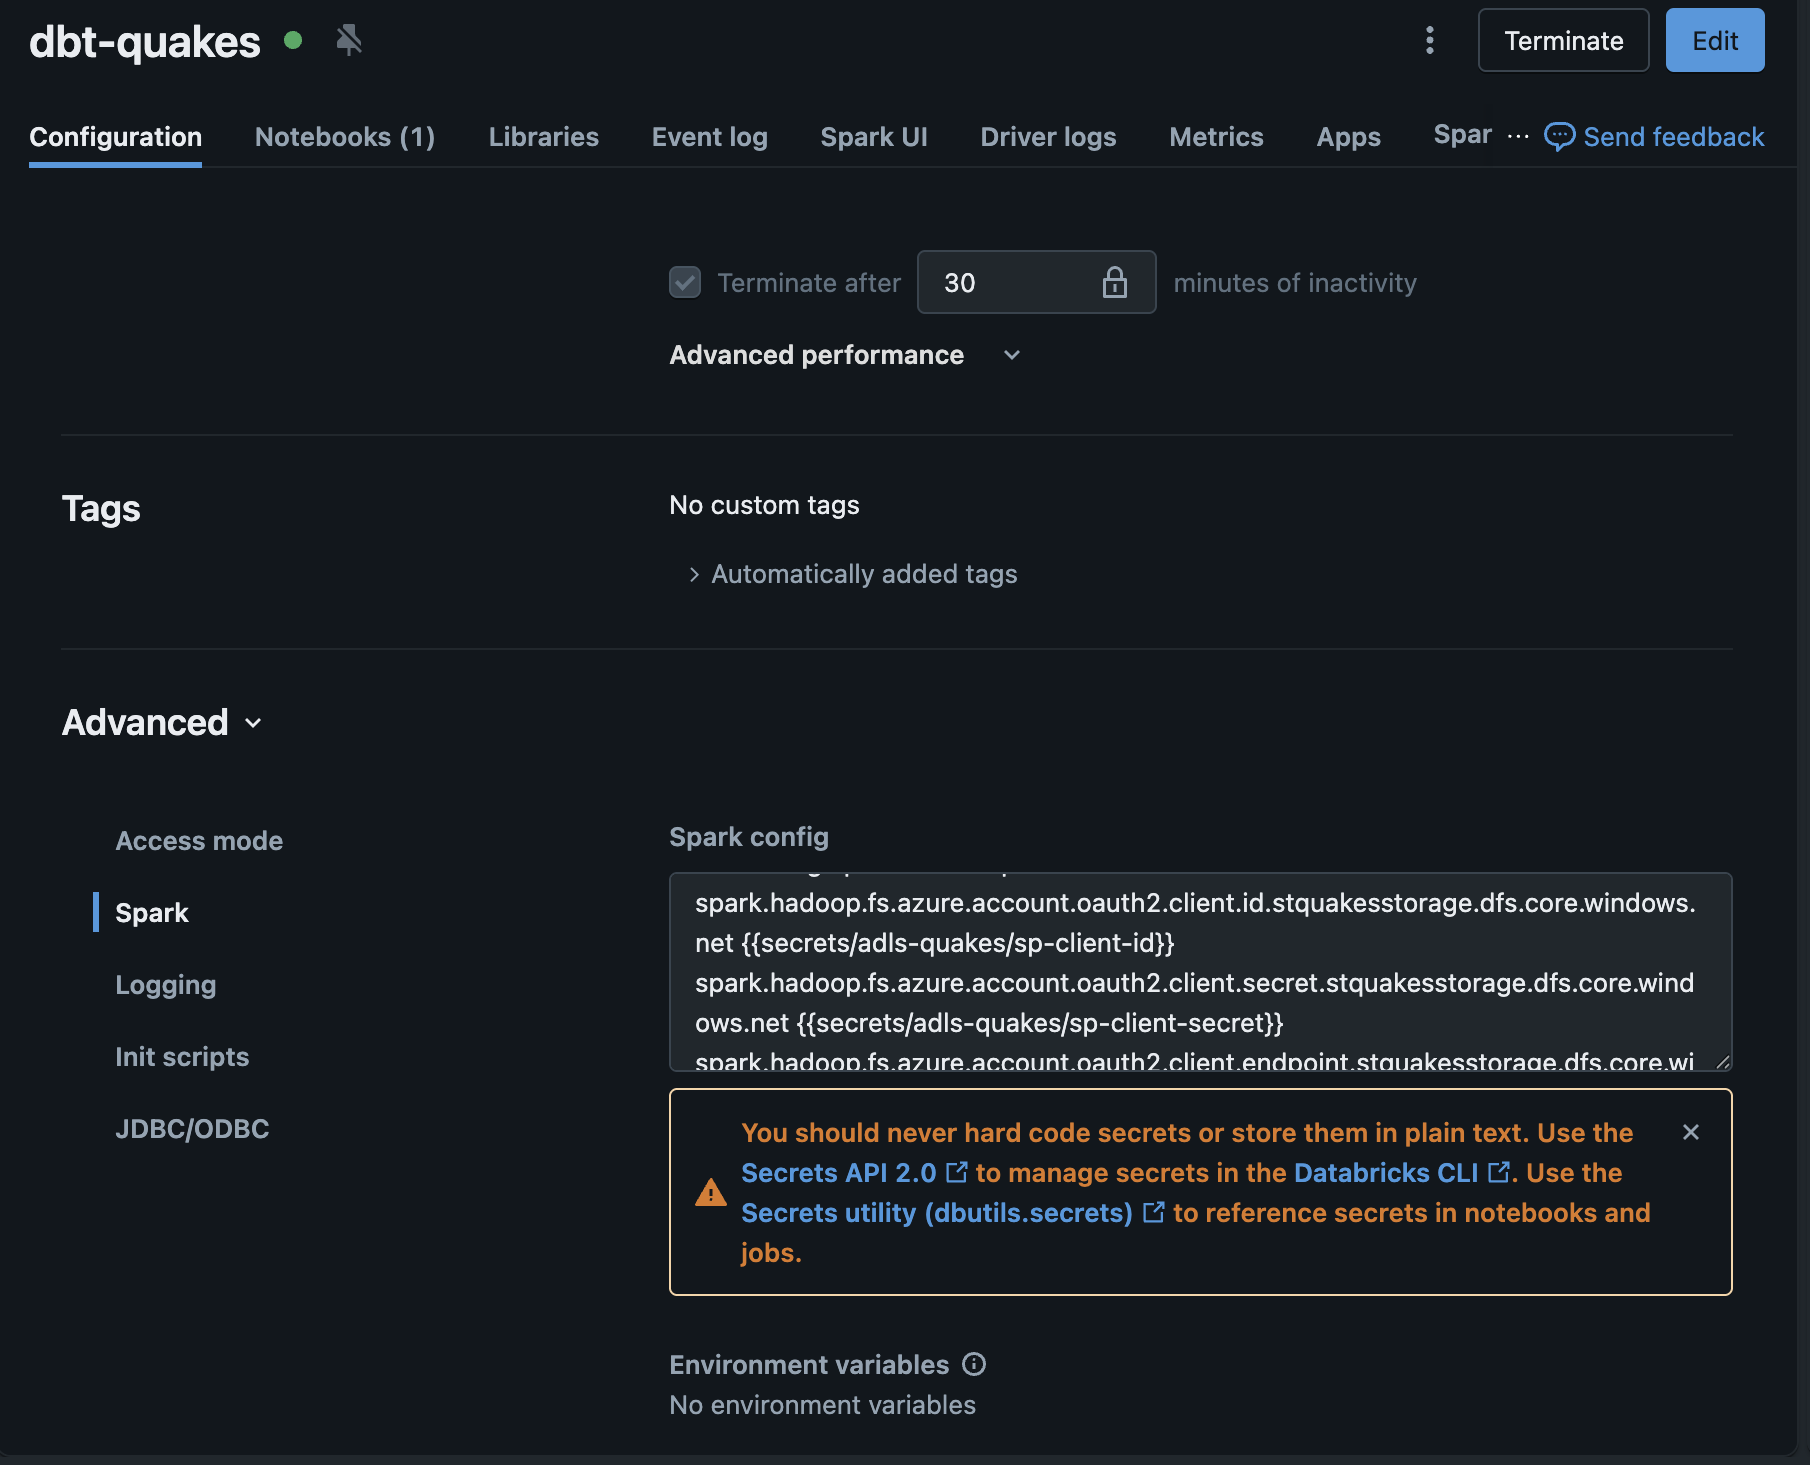 dbt-quakes
Terminate
Edit
Configuration
Notebooks (1)
Libraries
Event log
Spark UI
Driver logs
Metrics
Apps
Spar ...
Send feedback
Terminate after 30 minutes of inactivity
Advanced performance
Tags
No custom tags
Automatically added tags
Advanced
Access mode
Spark
Logging
Init scripts
JDBC/ODBC
Spark config
spark.hadoop.fs.azure.account.oauth2.client.id.stquakesstorage.dfs.core.windows.
net {{secrets/adls-quakes/sp-client-id}}
spark.hadoop.fs.azure.account.oauth2.client.secret.stquakesstorage.dfs.core.wind
ows.net {{secrets/adls-quakes/sp-client-secret}}
spark.hadoop.fs.azure.account.oauth2.client.endpoint.stquakesstorage.dfs.core.wi
You should never hard code secrets or store them in plain text. Use the
Secrets API 2.0 to manage secrets in the Databricks CLI . Use the
Secrets utility (dbutils.secrets) to reference secrets in notebooks and
jobs.
Environment variables
No environment variables